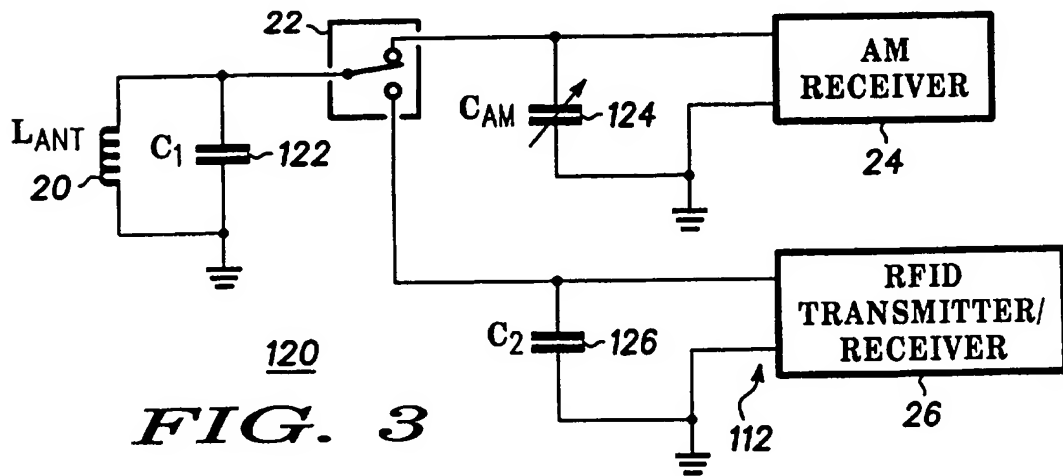 22
AM
RECEIVER
24
C_AM
124
L_ANT
20
C_1
122
RFID
TRANSMITTER/
RECEIVER
26
C_2
126
112
120
FIG. 3